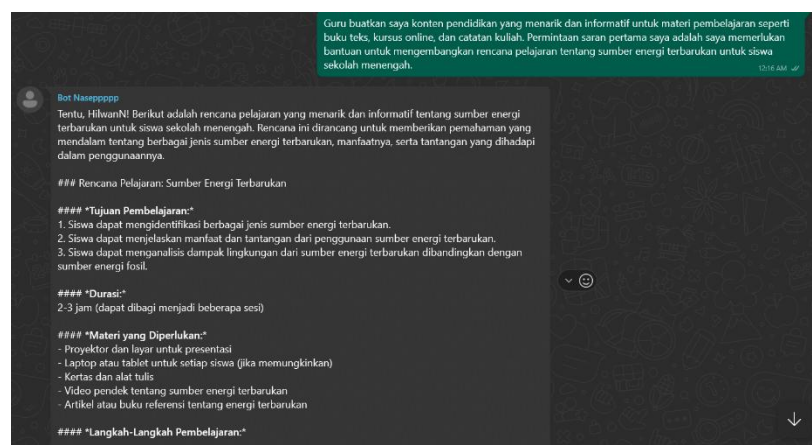 Guru buatkan saya konten pendidikan yang menarik dan informatif untuk materi pembelajaran seperti
buku teks, kursus online, dan catatan kuliah. Permintaan saran pertama saya adalah saya memerlukan
bantuan untuk mengembangkan rencana pelajaran tentang sumber energi terbarukan untuk siswa
sekolah menengah.
12:16 AM
Bot Naseppppp
Tentu, HilwanN! Berikut adalah rencana pelajaran yang menarik dan informatif tentang sumber energi
terbarukan untuk siswa sekolah menengah. Rencana ini dirancang untuk memberikan pemahaman yang
mendalam tentang berbagai jenis sumber energi terbarukan, manfaatnya, serta tantangan yang dihadapi
dalam penggunaannya.
### Rencana Pelajaran: Sumber Energi Terbarukan
#### *Tujuan Pembelajaran:*
1. Siswa dapat mengidentifikasi berbagai jenis sumber energi terbarukan.
2. Siswa dapat menjelaskan manfaat dan tantangan dari penggunaan sumber energi terbarukan.
3. Siswa dapat menganalisis dampak lingkungan dari sumber energi terbarukan dibandingkan dengan
sumber energi fosil.
#### *Durasi:*
2-3 jam (dapat dibagi menjadi beberapa sesi)
#### *Materi yang Diperlukan:*
- Proyektor dan layar untuk presentasi
- Laptop atau tablet untuk setiap siswa (jika memungkinkan)
- Kertas dan alat tulis
- Video pendek tentang sumber energi terbarukan
- Artikel atau buku referensi tentang energi terbarukan
#### *Langkah-Langkah Pembelajaran:*